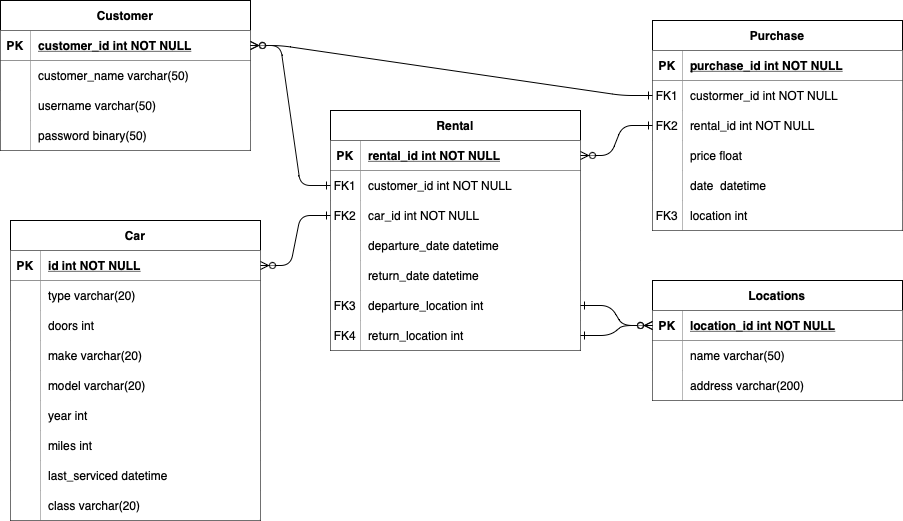 Customer
PK customer_id int NOT NULL
customer_name varchar(50)
username varchar(50)
password binary(50)
Purchase
PK purchase_id int NOT NULL
FK1 custormer_id int NOT NULL
FK2 rental_id int NOT NULL
price float
date datetime
FK3 location int
Rental
PK rental_id int NOT NULL
FK1 customer_id int NOT NULL
FK2 car_id int NOT NULL
departure_date datetime
return_date datetime
FK3 departure_location int
FK4 return_location int
Car
PK id int NOT NULL
type varchar(20)
doors int
make varchar(20)
model varchar(20)
year int
miles int
last_serviced datetime
class varchar(20)
Locations
PK location_id int NOT NULL
name varchar(50)
address varchar(200)